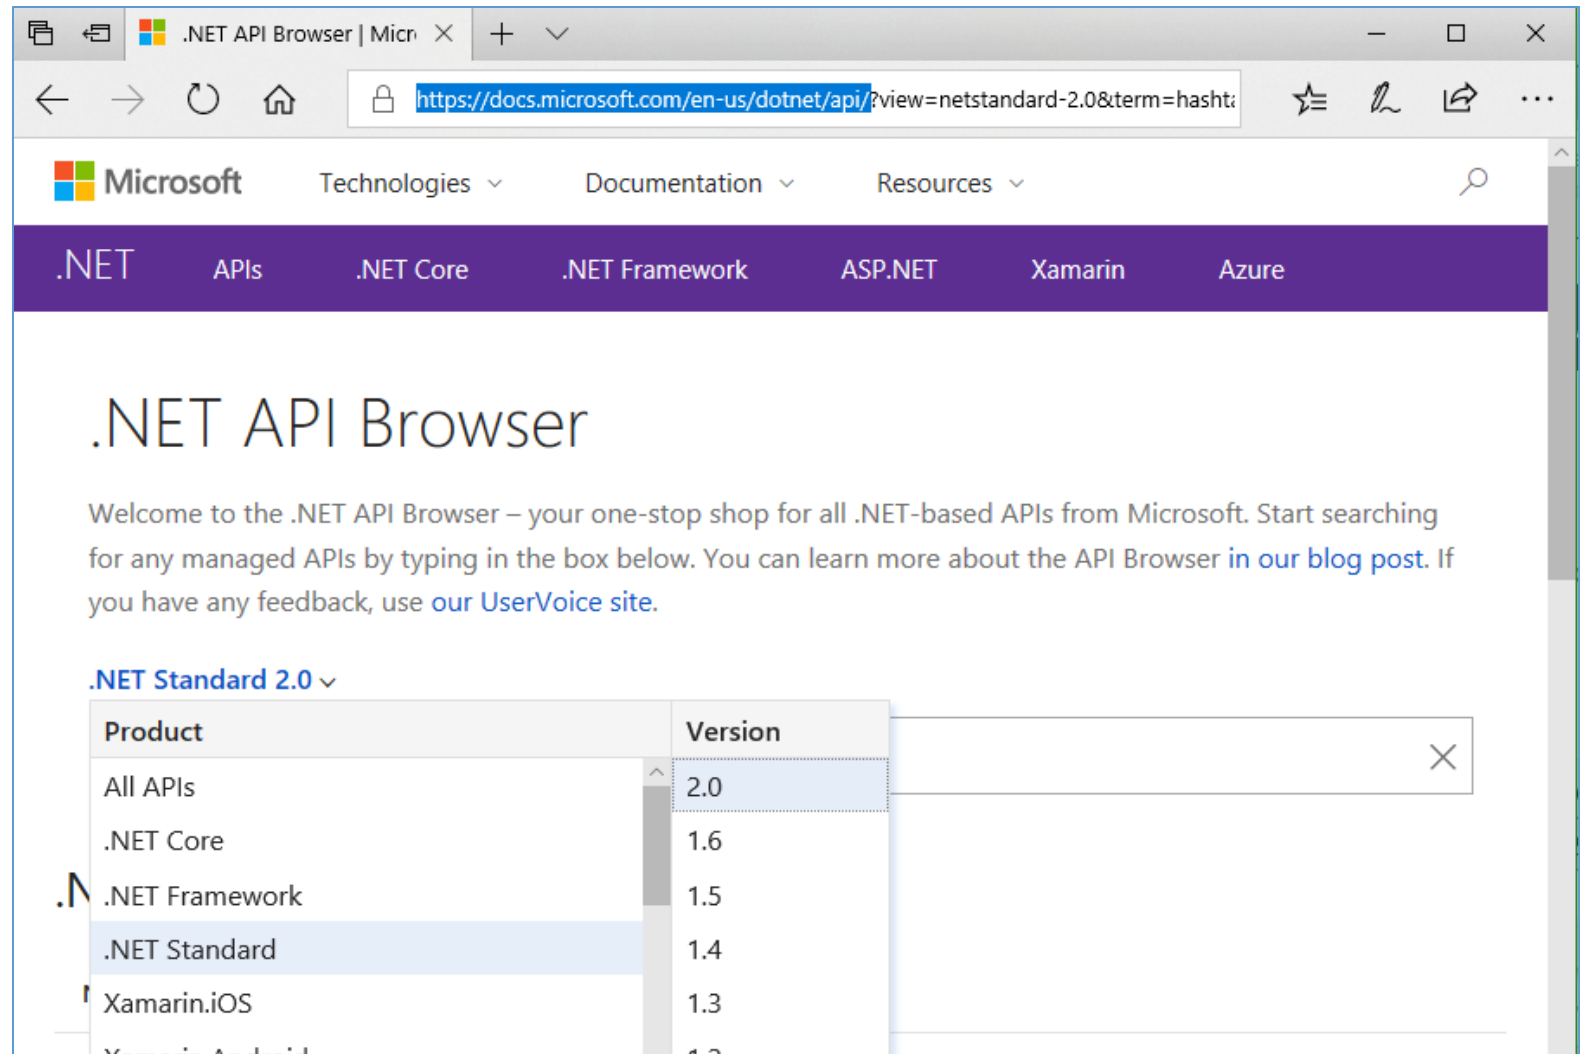 .NET API Browser | Micr
https://docs.microsoft.com/en-us/dotnet/api/?view=netstandard-2.0&term=hasht
Microsoft Technologies Documentation Resources
.NET APIs .NET Core .NET Framework ASP.NET Xamarin Azure
.NET API Browser
Welcome to the .NET API Browser – your one-stop shop for all .NET-based APIs from Microsoft. Start searching
for any managed APIs by typing in the box below. You can learn more about the API Browser in our blog post. If
you have any feedback, use our UserVoice site.
.NET Standard 2.0
Product Version
All APIs 2.0
.NET Core 1.6
.N
.NET Framework 1.5
.NET Standard 1.4
Xamarin.iOS 1.3